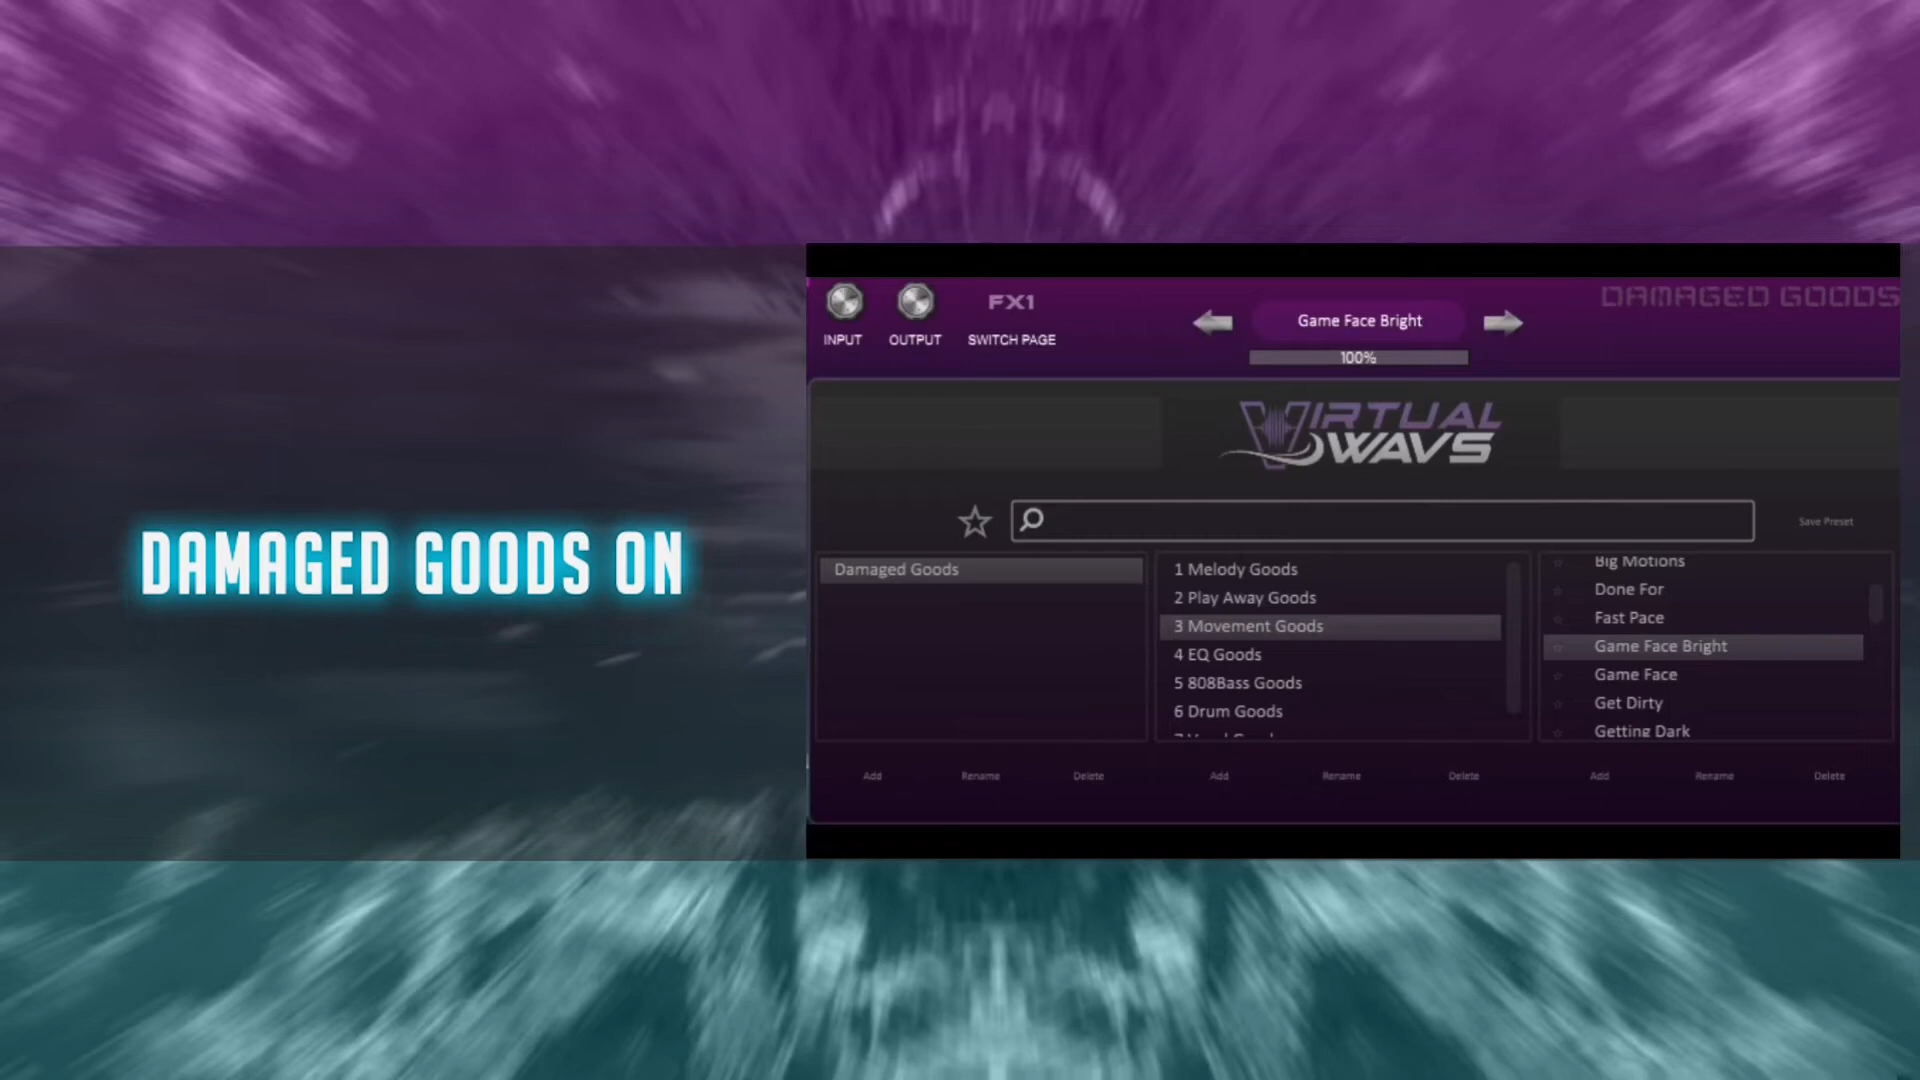 DAMAGED GOODS ON
FX1
INPUT
OUTPUT
SWITCH PAGE
Game Face Bright
100%
DAMAGED GOODS
VIRTUAL
WAVS
Save Preset
Damaged Goods
1 Melody Goods
2 Play Away Goods
3 Movement Goods
4 EQ Goods
5 808Bass Goods
6 Drum Goods
Big Motions
Done For
Fast Pace
Game Face Bright
Game Face
Get Dirty
Getting Dark
Add
Rename
Delete
Add
Rename
Delete
Add
Rename
Delete